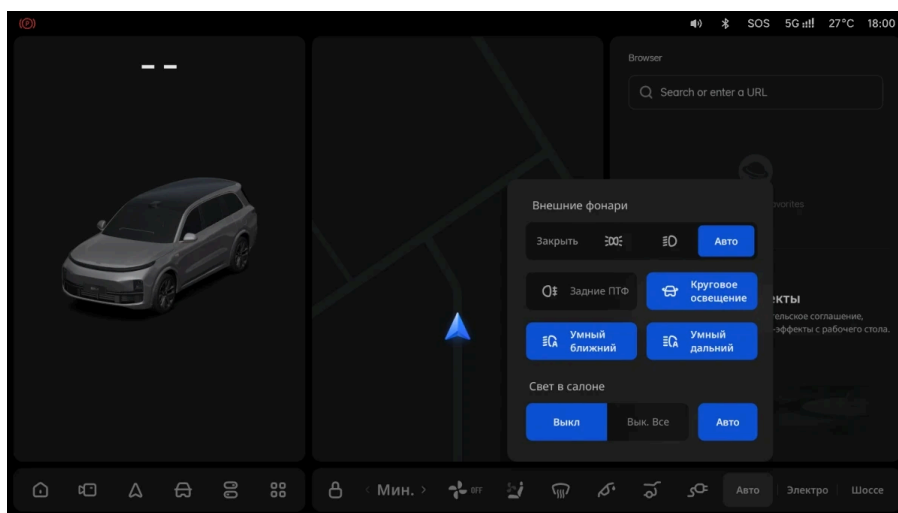 (P)
SOS 5G 27°C 18:00
Browser
Search or enter a URL
Внешние фонари
Закрыть Авто
Задние ПТФ Круговое освещение
Умный ближний Умный дальний
Свет в салоне
Выкл Вык. Все Авто
Мин. OFF Авто Электро Шоссе